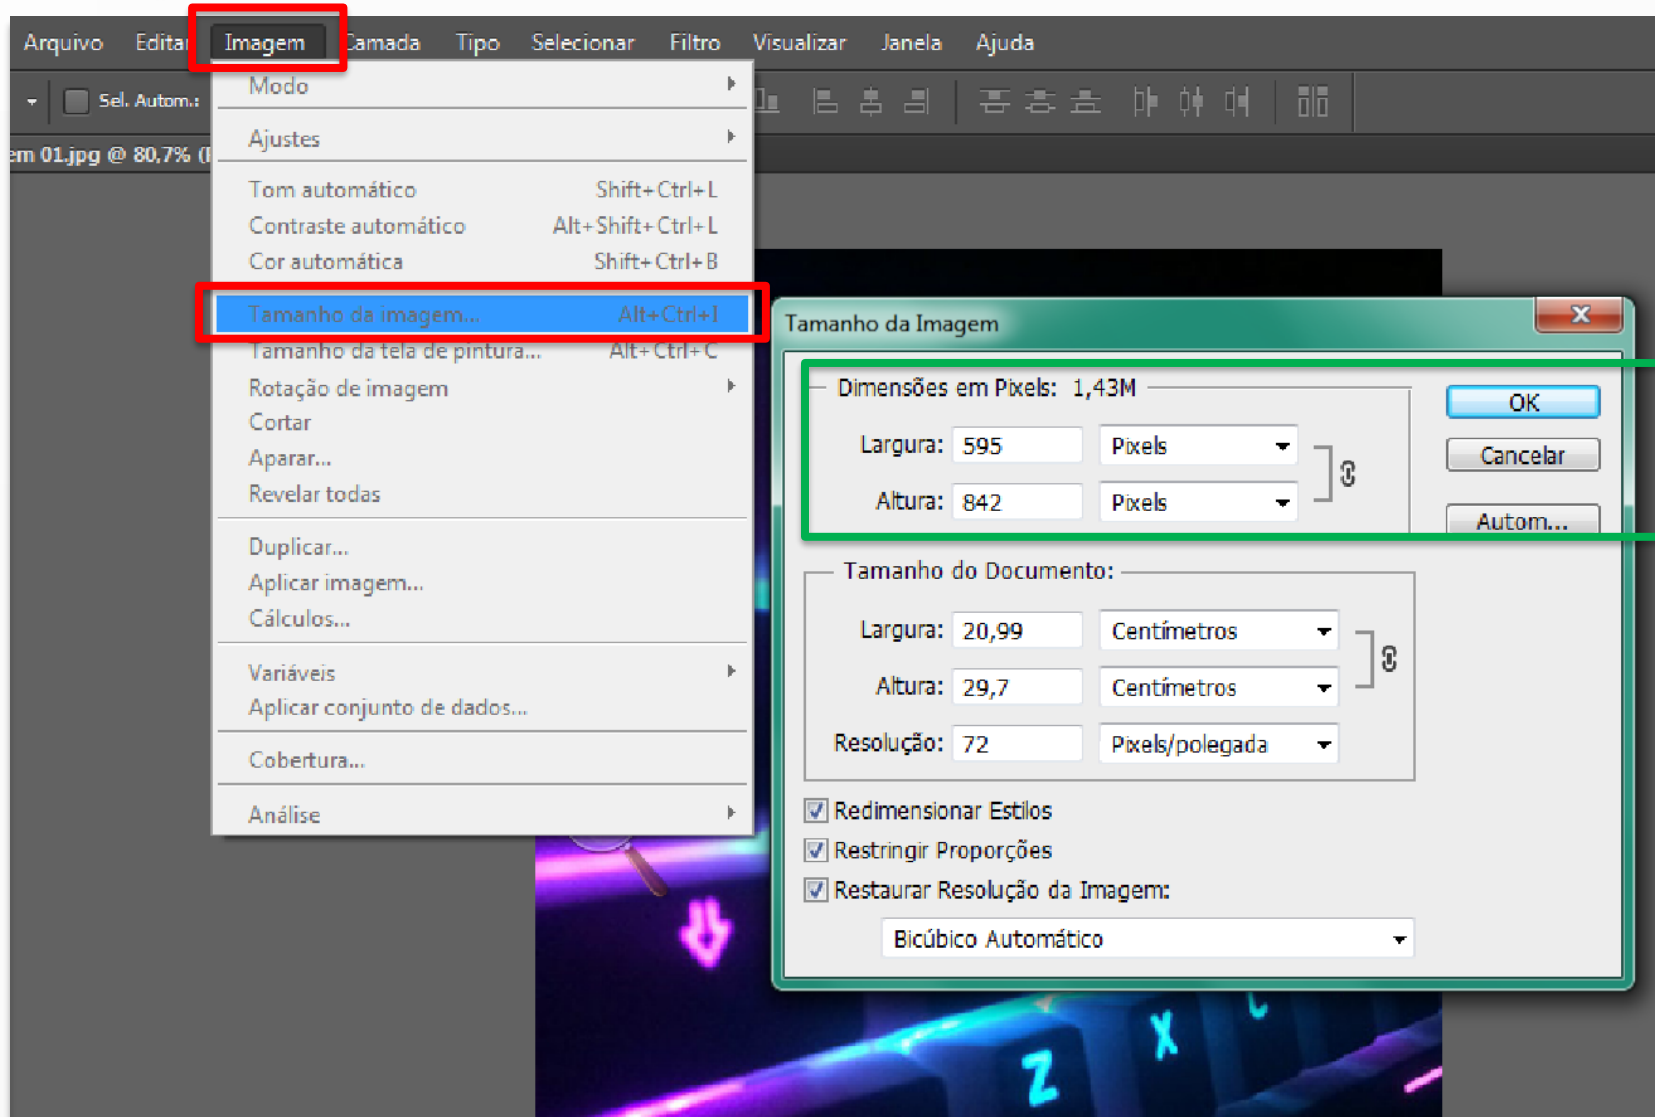 Arquivo Editar Imagem Camada Tipo Selecionar Filtro Visualizar Janela Ajuda
Sel. Autom.:
em 01.jpg @ 80,7%
Modo
Ajustes
Tom automático Shift+Ctrl+L
Contraste automático Alt+Shift+Ctrl+L
Cor automática Shift+Ctrl+B
Tamanho da imagem... Alt+Ctrl+I
Tamanho da tela de pintura... Alt+Ctrl+C
Rotação de imagem
Cortar
Aparar...
Revelar todas
Duplicar...
Aplicar imagem...
Cálculos...
Variáveis
Aplicar conjunto de dados...
Cobertura...
Análise
Tamanho da Imagem
Dimensões em Pixels: 1,43M
Largura: 595 Pixels
Altura: 842 Pixels
OK
Cancelar
Autom...
Tamanho do Documento:
Largura: 20,99 Centímetros
Altura: 29,7 Centímetros
Resolução: 72 Pixels/polegada
Redimensionar Estilos
Restringir Proporções
Restaurar Resolução da Imagem:
Bicúbico Automático
Z X